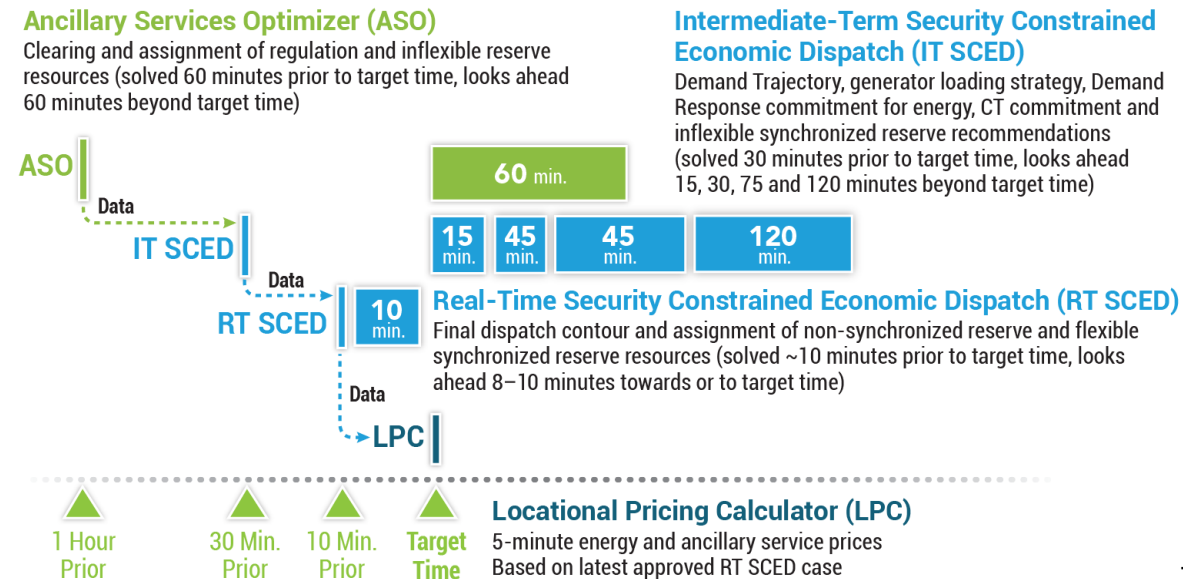 Ancillary Services Optimizer (ASO)
Clearing and assignment of regulation and inflexible reserve
resources (solved 60 minutes prior to target time, looks ahead
60 minutes beyond target time)
Intermediate-Term Security Constrained
Economic Dispatch (IT SCED)
Demand Trajectory, generator loading strategy, Demand
Response commitment for energy, CT commitment and
inflexible synchronized reserve recommendations
(solved 30 minutes prior to target time, looks ahead
15, 30, 75 and 120 minutes beyond target time)
ASO
60 min.
Data
IT SCED
15 min.
45 min.
45 min.
120 min.
Data
RT SCED
10 min.
Real-Time Security Constrained Economic Dispatch (RT SCED)
Final dispatch contour and assignment of non-synchronized reserve and flexible
synchronized reserve resources (solved ~10 minutes prior to target time, looks
ahead 8–10 minutes towards or to target time)
Data
LPC
1 Hour
Prior
30 Min.
Prior
10 Min.
Prior
Target
Time
Locational Pricing Calculator (LPC)
5-minute energy and ancillary service prices
Based on latest approved RT SCED case